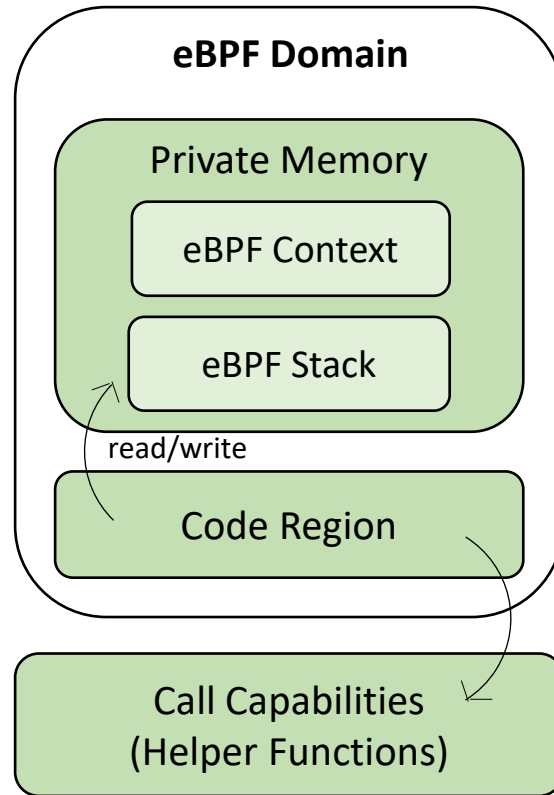 eBPF Domain
Private Memory
eBPF Context
eBPF Stack
read/write
Code Region
Call Capabilities
(Helper Functions)